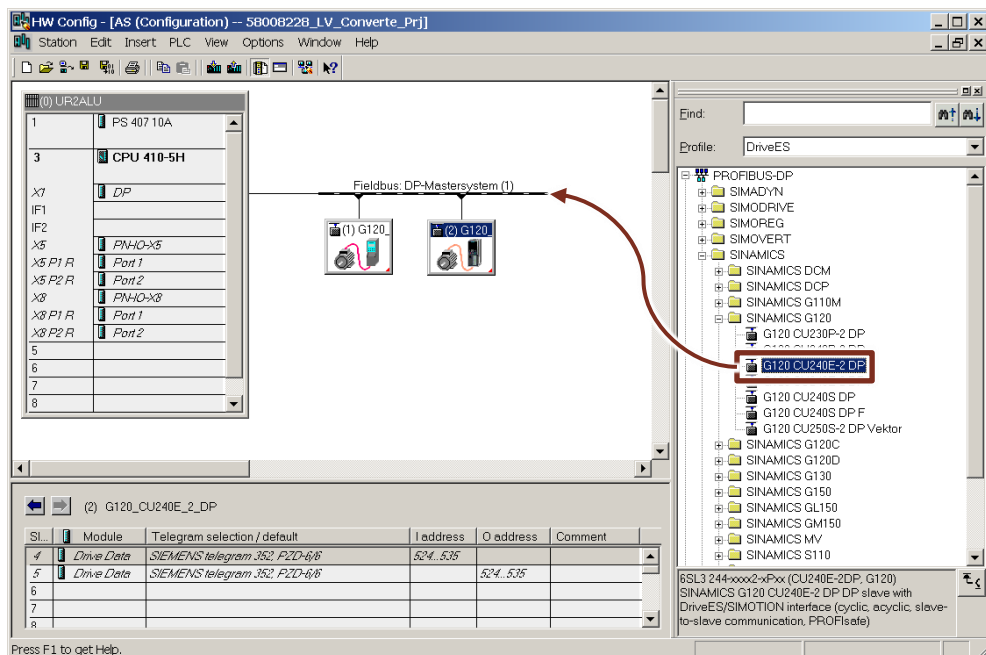 HW Config - [AS (Configuration) -- 58008228_LV_Converte_Prj]
Station Edit Insert PLC View Options Window Help
(0) UR2ALU
1 PS 407 10A
3 CPU 410-5H
X1 DP
IF1
IF2
X5 PN-IO-X5
X5 P1 R Port 1
X5 P2 R Port 2
X8 PN-IO-X8
X8 P1 R Port 1
X8 P2 R Port 2
5
6
7
8
Fieldbus: DP-Mastersystem (1)
(1) G120_
(2) G120_
Find:
Profile: DriveES
PROFIBUS-DP
SIMADYN
SIMODRIVE
SIMOREG
SIMOVERT
SINAMICS
SINAMICS DCM
SINAMICS DCP
SINAMICS G110M
SINAMICS G120
G120 CU230P-2 DP
G120 CU240E-2 DP
G120 CU240S DP
G120 CU240S DP F
G120 CU250S-2 DP Vektor
SINAMICS G120C
SINAMICS G120D
SINAMICS G130
SINAMICS G150
SINAMICS GL150
SINAMICS GM150
SINAMICS MV
SINAMICS S110
(2) G120_CU240E_2_DP
Sl... Module Telegram selection / default I address O address Comment
4 Drive Data SIEMENS telegram 352, PZD-6/6 524...535
5 Drive Data SIEMENS telegram 352, PZD-6/6 524...535
6
7
8
6SL3 244-xxxx2-xPxx (CU240E-2DP, G120)
SINAMICS G120 CU240E-2 DP DP slave with
DriveES/SIMOTION interface (cyclic, acyclic, slave-
to-slave communication, PROFIsafe)
Press F1 to get Help.